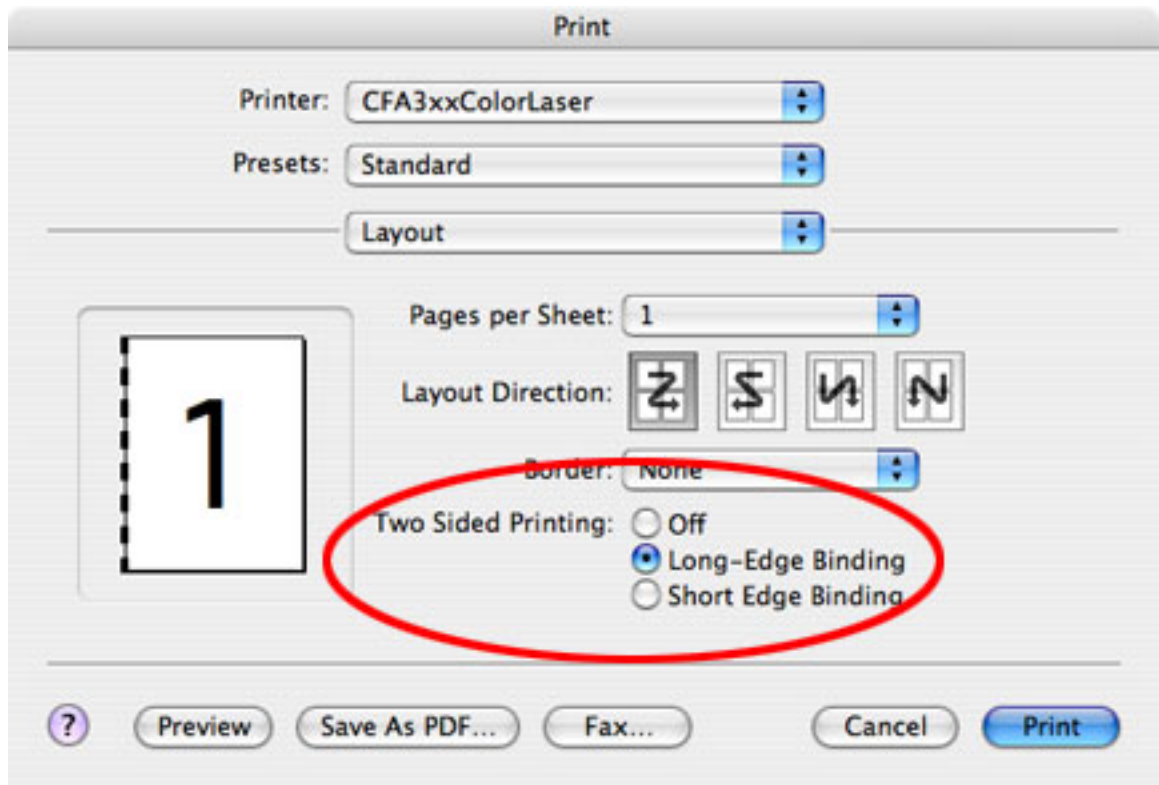 Print
Printer: CFA3xxColorLaser
Presets: Standard
Layout
Pages per Sheet: 1
1
Layout Direction:
Border: None
Two Sided Printing: Off
Long-Edge Binding
Short Edge Binding
? Preview Save As PDF... Fax... Cancel Print